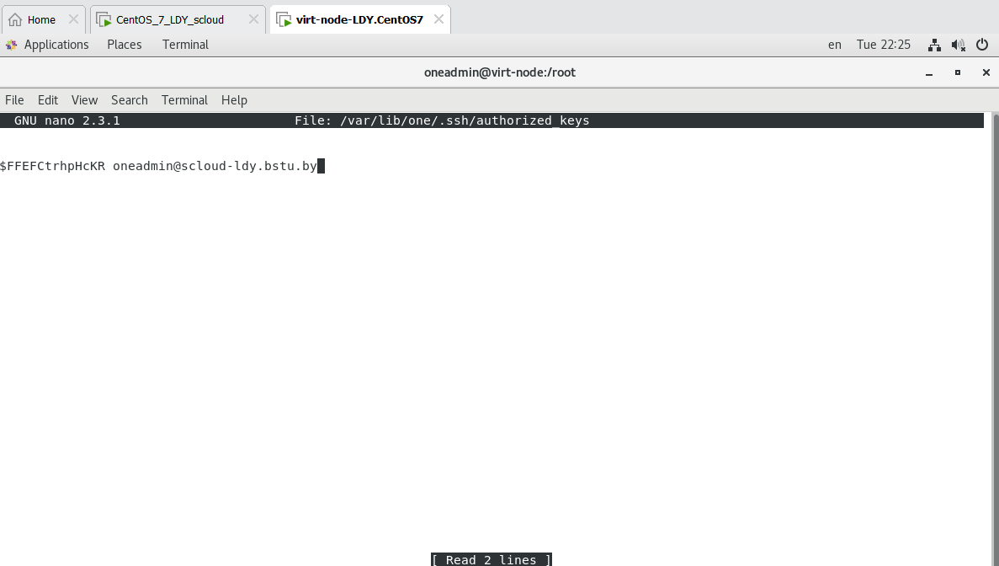 Home CentOS_7_LDY_scloud virt-node-LDY.CentOS7
Applications Places Terminal en Tue 22:25
oneadmin@virt-node:/root
File Edit View Search Terminal Help
GNU nano 2.3.1 File: /var/lib/one/.ssh/authorized_keys
$FFEFCtrhpHcKR oneadmin@scloud-ldy.bstu.by
[ Read 2 lines ]